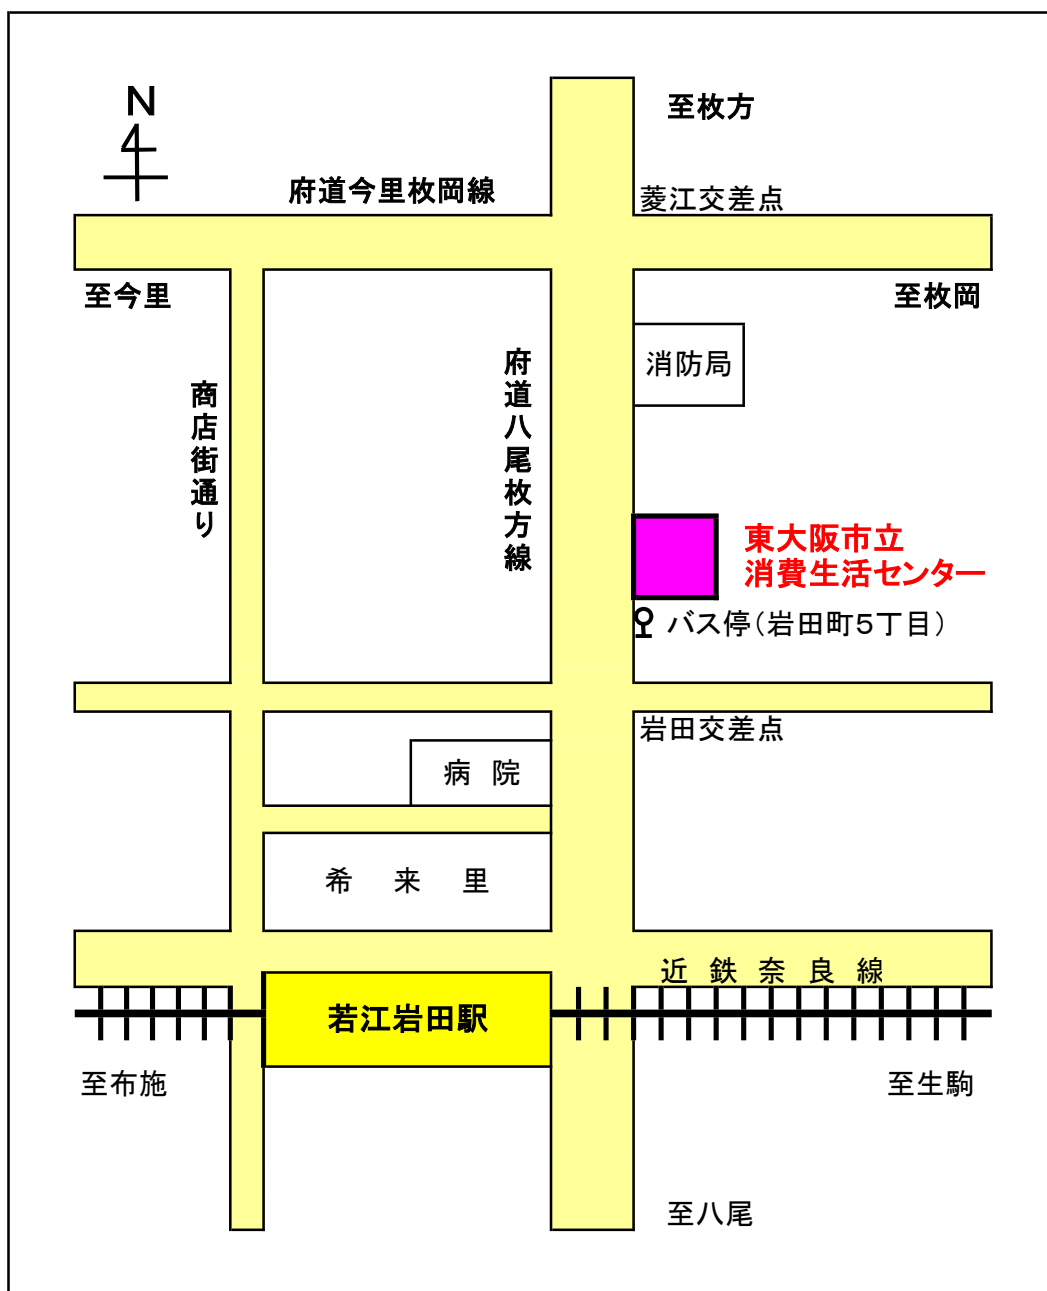 N
至枚方
府道今里枚岡線
菱江交差点
至今里
至枚岡
消防局
府道八尾枚方線
商店街通り
東大阪市立
消費生活センター
バス停（岩田町５丁目）
岩田交差点
病 院
希 来 里
近 鉄 奈 良 線
若江岩田駅
至布施
至生駒
至八尾